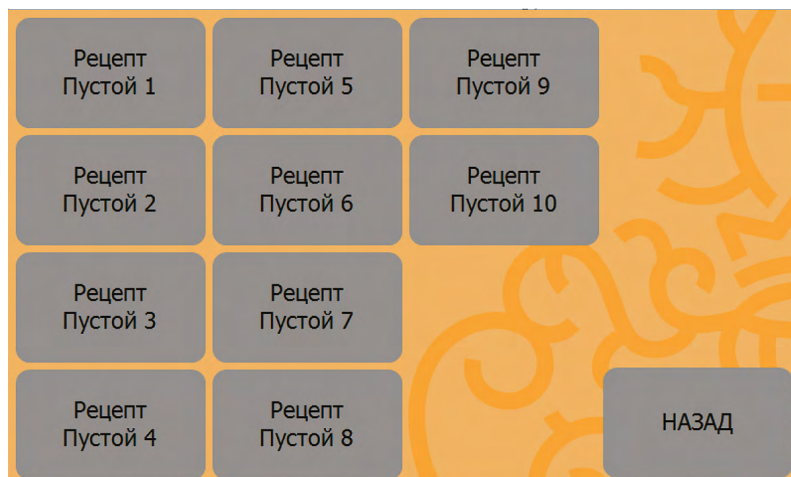 Рецепт
Пустой 1
Рецепт
Пустой 5
Рецепт
Пустой 9
Рецепт
Пустой 2
Рецепт
Пустой 6
Рецепт
Пустой 10
Рецепт
Пустой 3
Рецепт
Пустой 7
Рецепт
Пустой 4
Рецепт
Пустой 8
НАЗАД